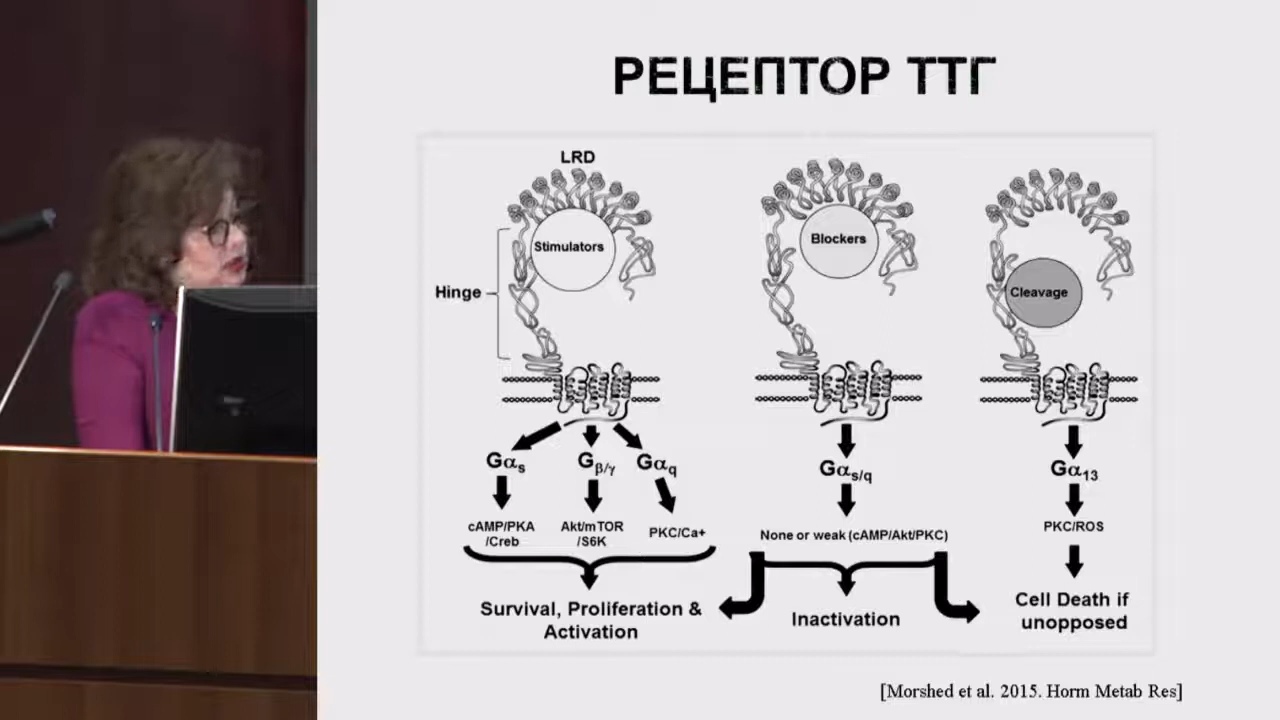 РЕЦЕПТОР ТТГ
LRD
Stimulators
Hinge
Gαs
Gβ/γ
Gαq
cAMP/PKA
/Creb
Akt/mTOR
/S6K
PKC/Ca+
Survival, Proliferation &
Activation
Blockers
Gαs/q
None or weak (cAMP/Akt/PKC)
Inactivation
Cleavage
Gα13
PKC/ROS
Cell Death if
unopposed
[Morshed et al. 2015. Horm Metab Res]